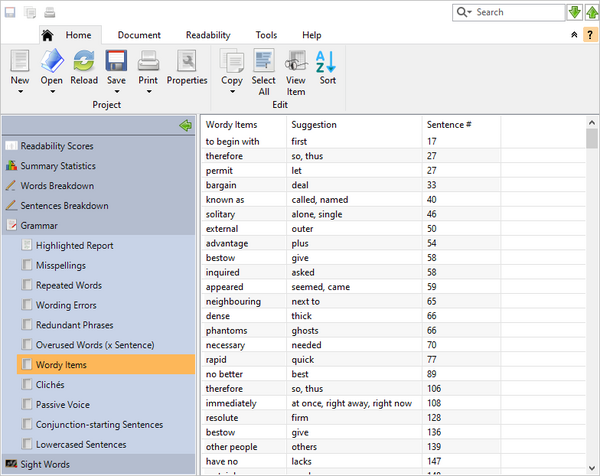 Search
Home Document Readability Tools Help
?
New Open Reload Save Print Properties Copy Select All View Item Sort
Project Edit
Readability Scores
Summary Statistics
Words Breakdown
Sentences Breakdown
Grammar
Highlighted Report
Misspellings
Repeated Words
Wording Errors
Redundant Phrases
Overused Words (x Sentence)
Wordy Items
Clichés
Passive Voice
Conjunction-starting Sentences
Lowercased Sentences
Sight Words
Wordy Items Suggestion Sentence #
to begin with first 17
therefore so, thus 27
permit let 27
bargain deal 33
known as called, named 40
solitary alone, single 46
external outer 50
advantage plus 54
bestow give 58
inquired asked 58
appeared seemed, came 59
neighbouring next to 65
dense thick 66
phantoms ghosts 66
necessary needed 70
rapid quick 77
no better best 89
therefore so, thus 106
immediately at once, right away, right now 108
resolute firm 128
bestow give 136
other people others 139
have no lacks 147